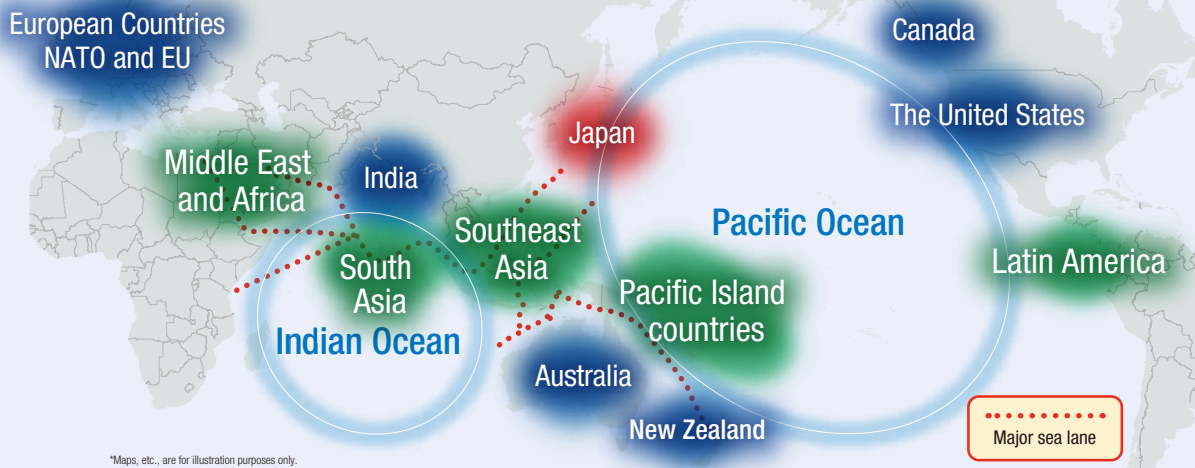 European Countries
NATO and EU
Canada
The United States
Japan
Middle East
and Africa
India
Southeast
Asia
Pacific Ocean
South
Asia
Latin America
Pacific Island
countries
Indian Ocean
Australia
New Zealand
Major sea lane
*Maps, etc., are for illustration purposes only.